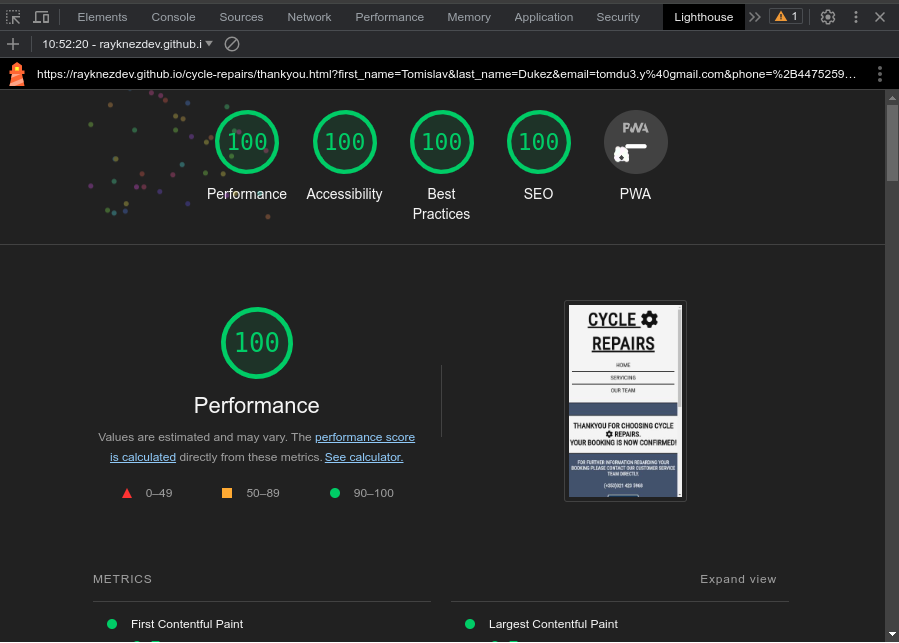 Elements Console Sources Network Performance Memory Application Security Lighthouse 1
10:52:20 - rayknezdev.github.i
https://rayknezdev.github.io/cycle-repairs/thankyou.html?first_name=Tomislav&last_name=Dukez&email=tomdu3.y%40gmail.com&phone=%2B4475259…
100 100 100 100 PWA
Performance Accessibility Best Practices SEO PWA
100
Performance
Values are estimated and may vary. The performance score
is calculated directly from these metrics. See calculator.
0–49 50–89 90–100
CYCLE
REPAIRS
HOME
SERVICING
OUR TEAM
THANKYOU FOR CHOOSING CYCLE
REPAIRS.
YOUR BOOKING IS NOW CONFIRMED!
FOR FURTHER INFORMATION REGARDING YOUR
BOOKING PLEASE CONTACT OUR CUSTOMER SERVICE
TEAM DIRECTLY.
METRICS Expand view
First Contentful Paint Largest Contentful Paint